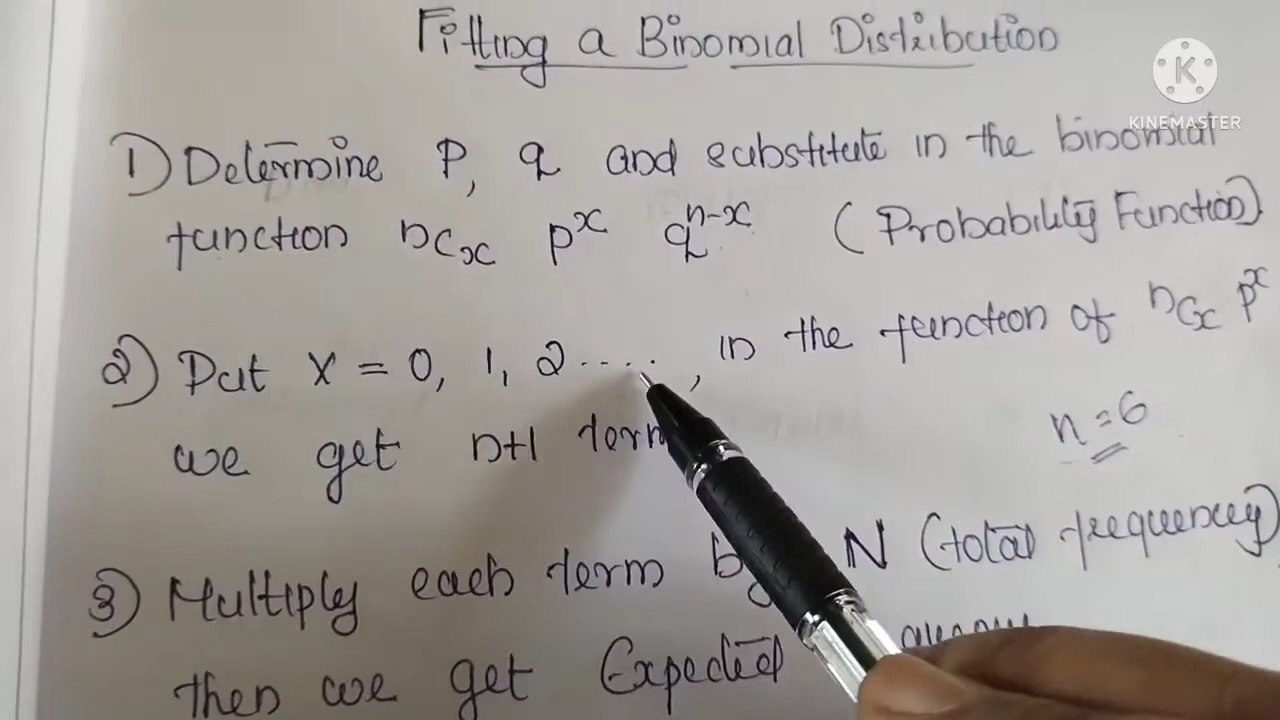 Fitting a Binomial Distribution
K
KINEMASTER
1) Determine P, q and substitute in the binomial
function nCx p^x q^n-x (Probability Function)
2) Put X = 0, 1, 2 ...., in the function of nCx p^x
we get n+1 term
n = 6
3) Multiply each term by N (total frequency)
then we get Expected